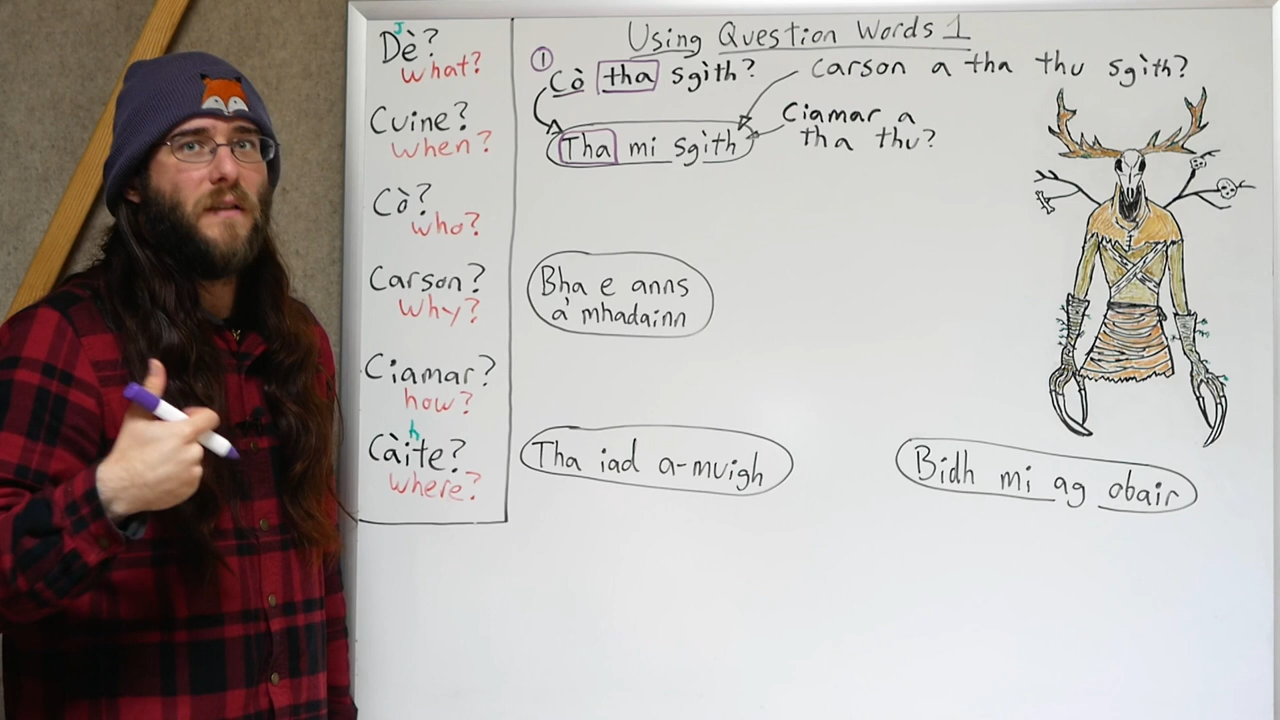 J
Dè?
what?
Cuine?
when?
Cò?
who?
Carson?
why?
Ciamar?
how?
h
Càite?
where?
Using Question Words 1
1
Cò tha sgìth?
Carson a tha thu sgith?
Tha mi sgith
Ciamar a
tha thu?
Bha e anns
a' mhadainn
Tha iad a-muigh
Bidh mi ag obair